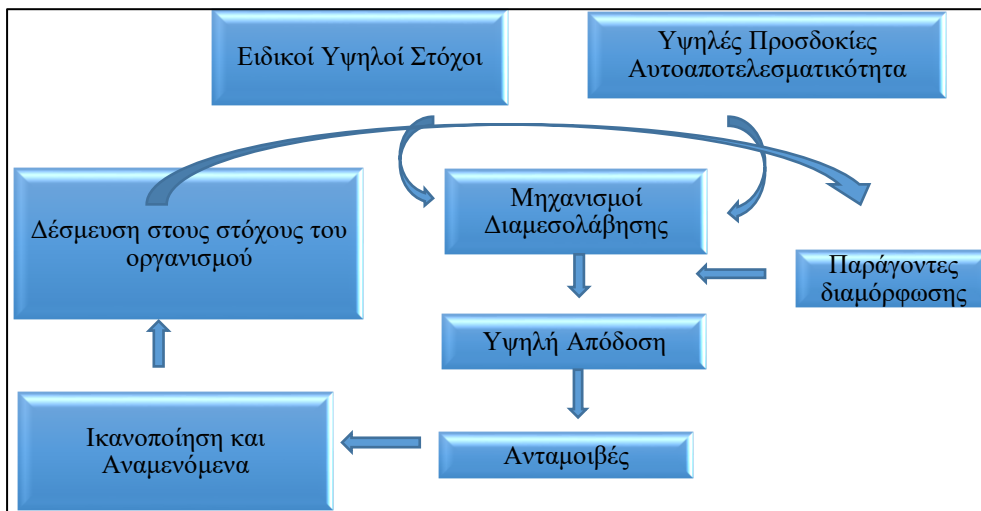 Ειδικοί Υψηλοί Στόχοι
Υψηλές Προσδοκίες
Αυτοαποτελεσματικότητα
Δέσμευση στους στόχους του
οργανισμού
Μηχανισμοί
Διαμεσολάβησης
Παράγοντες
διαμόρφωσης
Υψηλή Απόδοση
Ικανοποίηση και
Αναμενόμενα
Ανταμοιβές